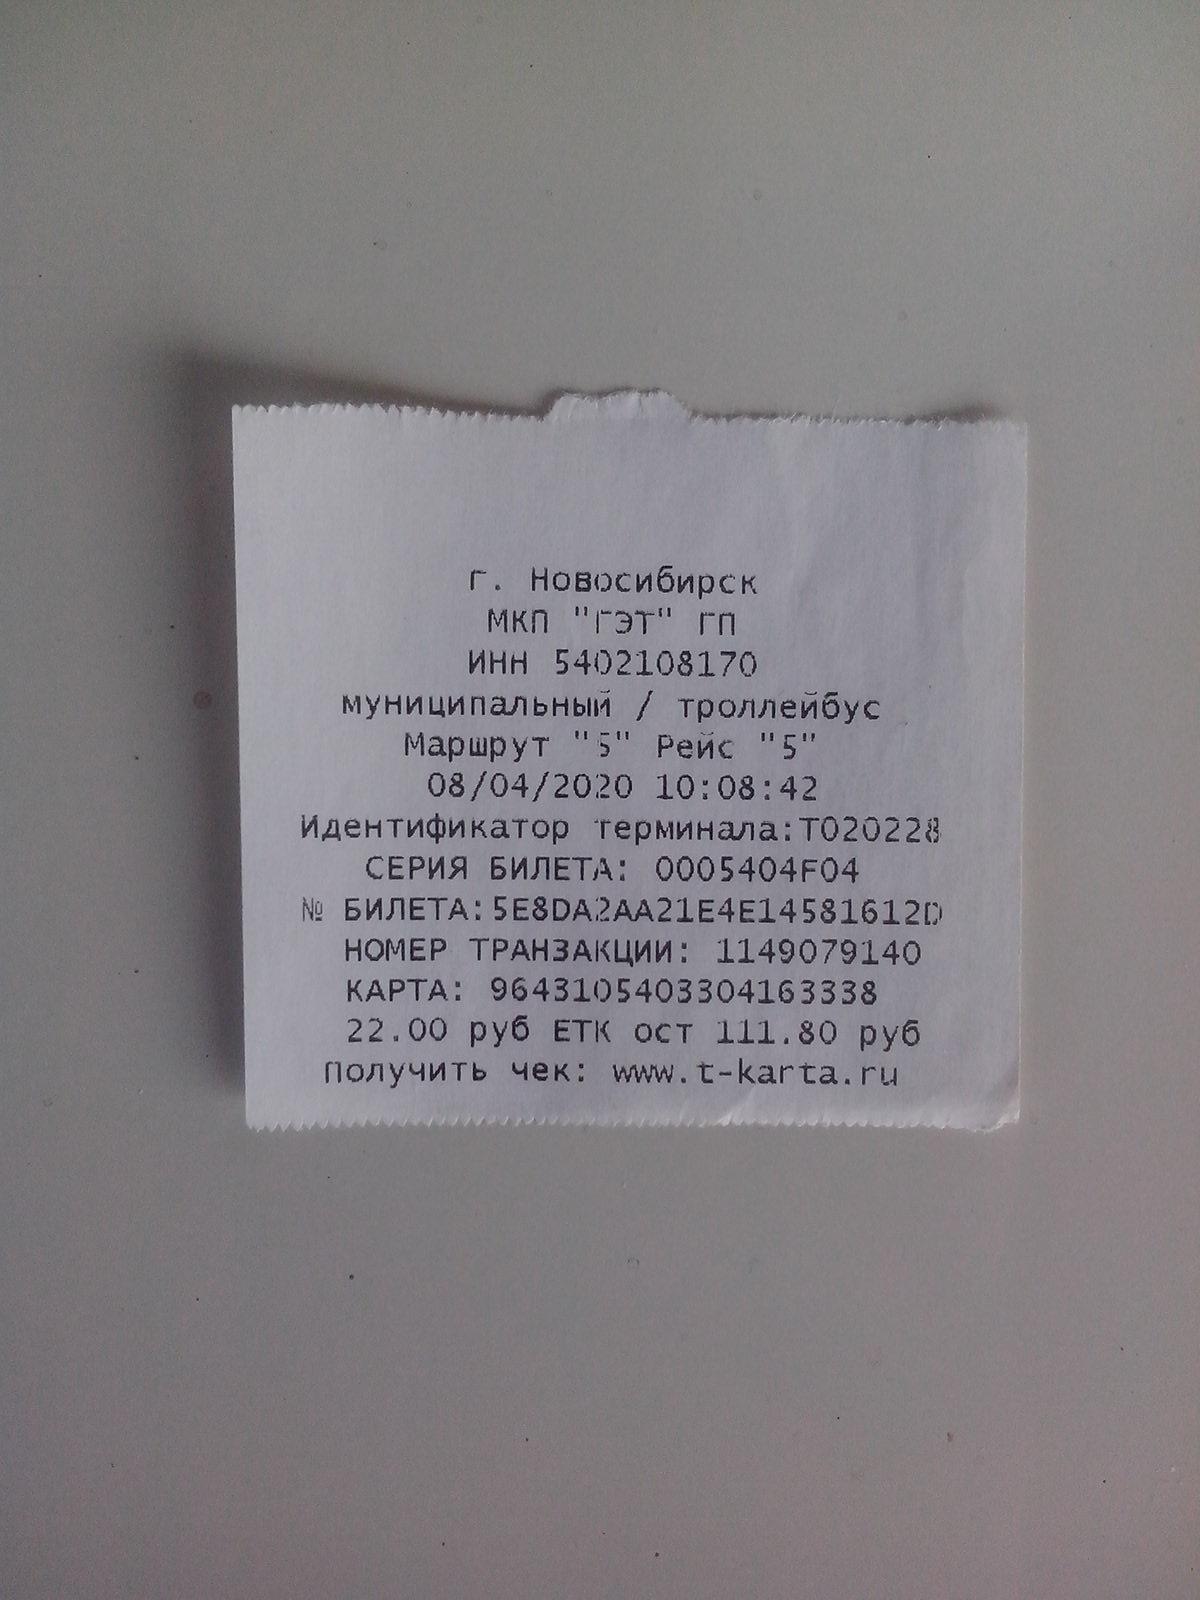 г. Новосибирск
МКП "ГЭТ" ГП
ИНН 5402108170
муниципальный / троллейбус
Маршрут "5" Рейс "5"
08/04/2020 10:08:42
Идентификатор терминала:T020228
СЕРИЯ БИЛЕТА: 0005404F04
№ БИЛЕТА:5E8DA2AA21E4E14581612D
НОМЕР ТРАНЗАКЦИИ: 1149079140
КАРТА: 9643105403304163338
22.00 руб ЕТК ост 111.80 руб
Получить чек: www.t-karta.ru